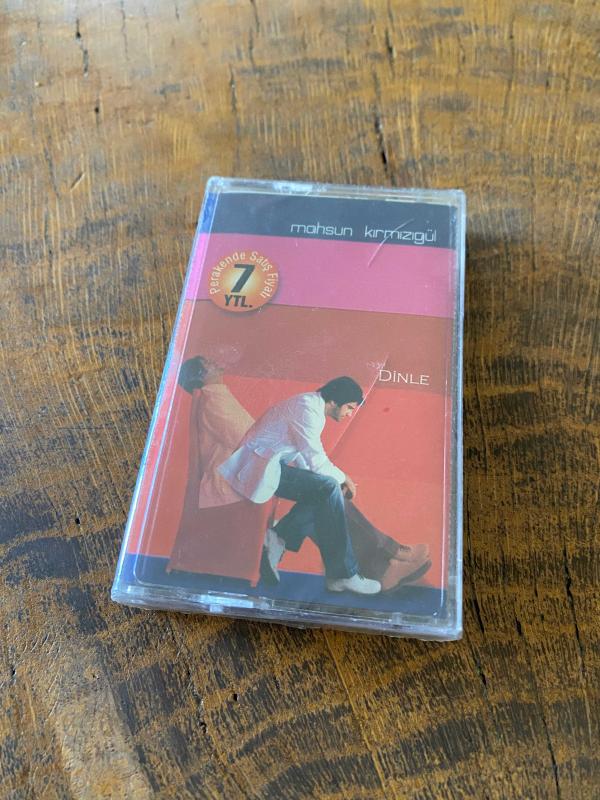 mahsun kırmızıgül
Perakende Satış Fiyatı
7
YTL.
DİNLE